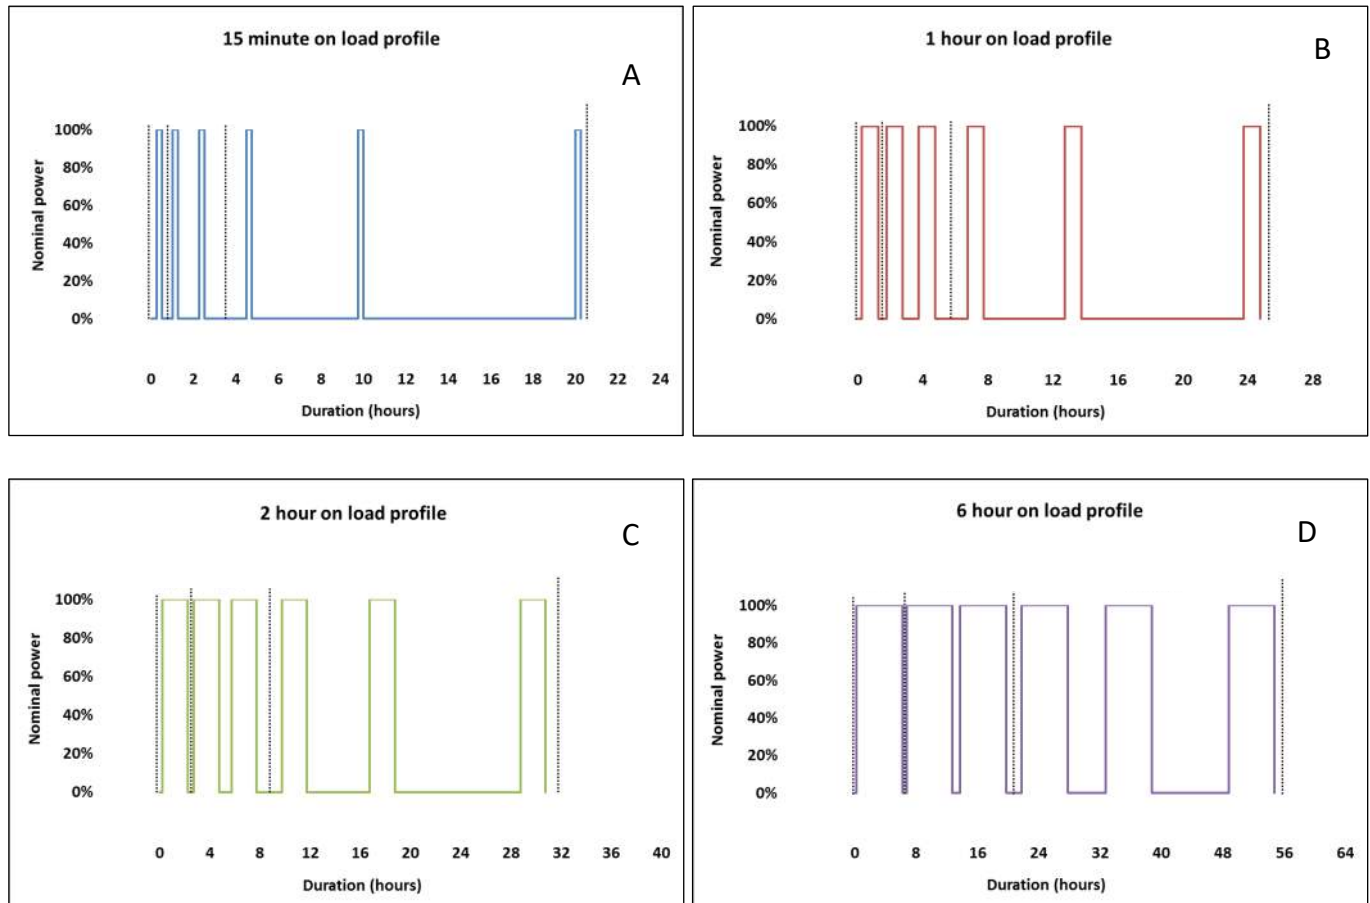 15 minute on load profile
A
Nominal power
100%
80%
60%
40%
20%
0%
0 2 4 6 8 10 12 14 16 18 20 22 24
Duration (hours)
1 hour on load profile
B
Nominal power
100%
80%
60%
40%
20%
0%
0 4 8 12 16 20 24 28
Duration (hours)
2 hour on load profile
C
Nominal power
100%
80%
60%
40%
20%
0%
0 4 8 12 16 20 24 28 32 36 40
Duration (hours)
6 hour on load profile
D
Nominal power
100%
80%
60%
40%
20%
0%
0 8 16 24 32 40 48 56 64
Duration (hours)